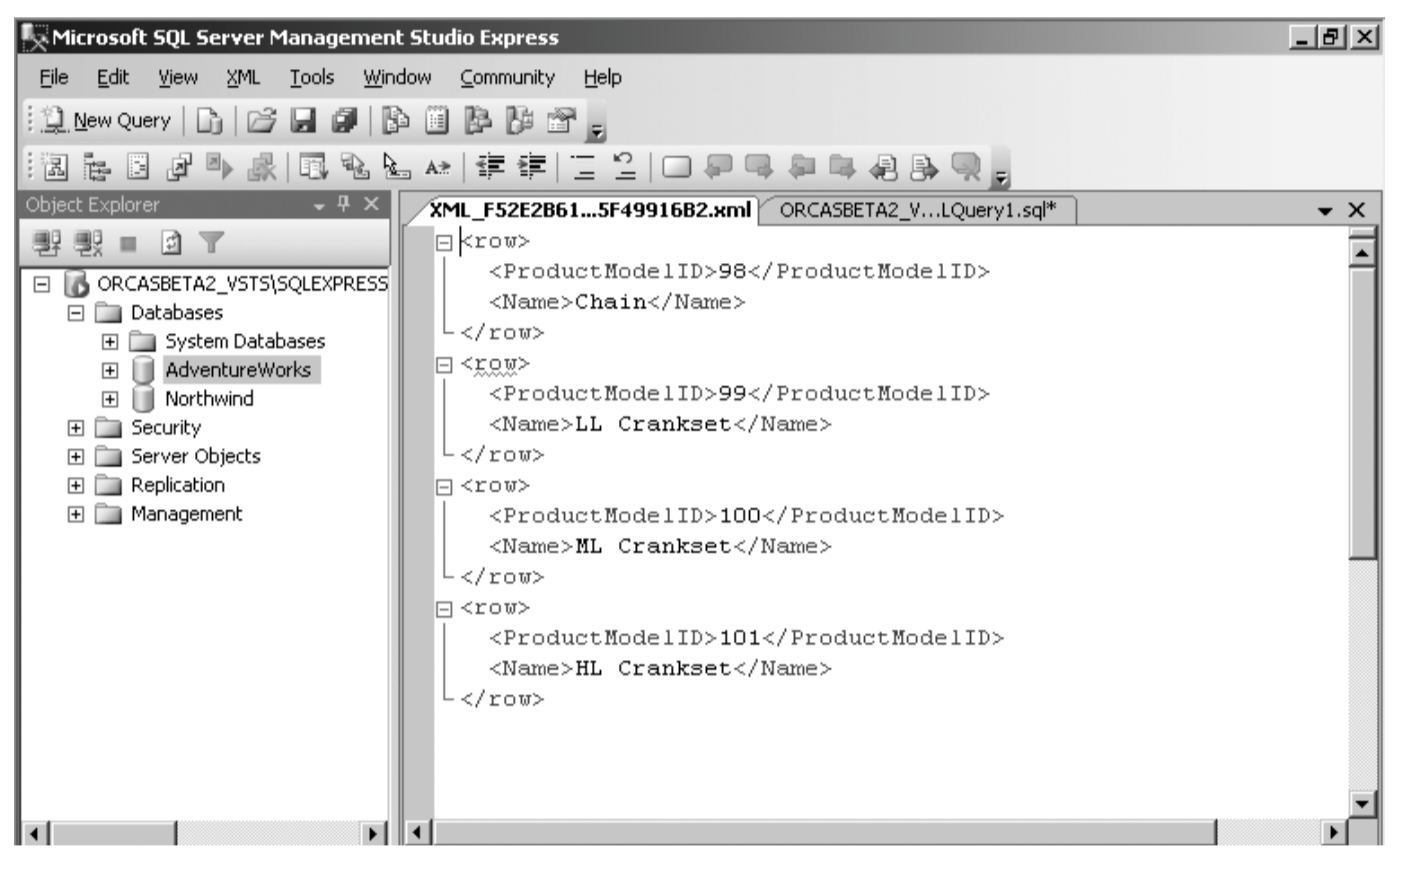 Microsoft SQL Server Management Studio Express
File Edit View XML Tools Window Community Help
New Query
Object Explorer
XML_F52E2B61...5F49916B2.xml ORCASBETA2_V...LQuery1.sql*
ORCASBETA2_VSTS\SQLEXPRESS
Databases
System Databases
AdventureWorks
Northwind
Security
Server Objects
Replication
Management
<row>
<ProductModelID>98</ProductModelID>
<Name>Chain</Name>
</row>
<row>
<ProductModelID>99</ProductModelID>
<Name>LL Crankset</Name>
</row>
<row>
<ProductModelID>100</ProductModelID>
<Name>ML Crankset</Name>
</row>
<row>
<ProductModelID>101</ProductModelID>
<Name>HL Crankset</Name>
</row>